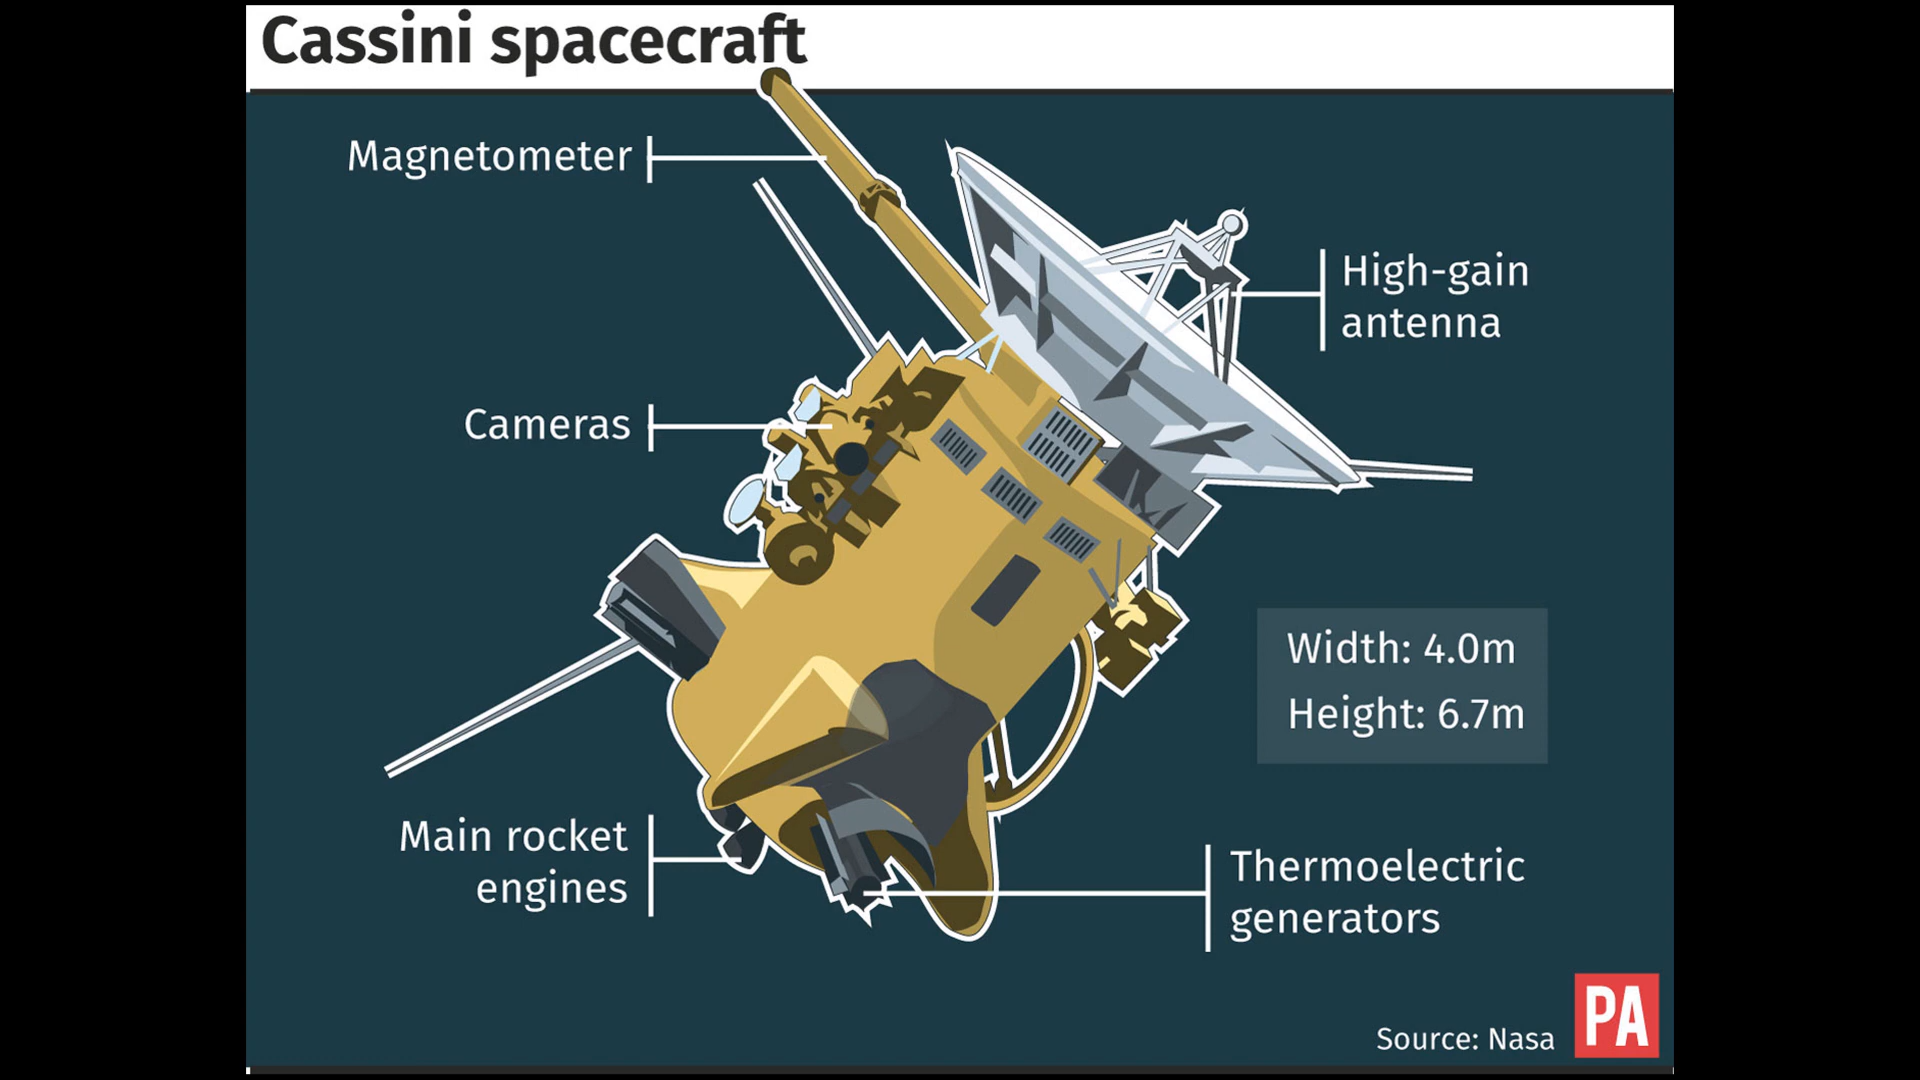 Cassini spacecraft
Magnetometer
High-gain
antenna
Cameras
Width: 4.0m
Height: 6.7m
Main rocket
engines
Thermoelectric
generators
Source: Nasa
PA